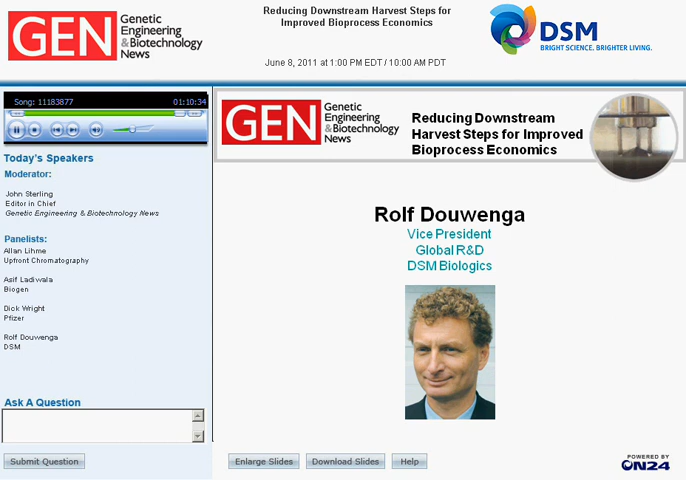 GEN
Genetic
Engineering
&Biotechnology
News
Reducing Downstream Harvest Steps for
Improved Bioprocess Economics
June 8, 2011 at 1:00 PM EDT / 10:00 AM PDT
DSM
BRIGHT SCIENCE. BRIGHTER LIVING.
Song: 11183877
01:10:34
Today's Speakers
Moderator:
John Sterling
Editor in Chief
Genetic Engineering & Biotechnology News
Panelists:
Allan Lihme
Upfront Chromatography
Asif Ladiwala
Biogen
Dick Wright
Pfizer
Rolf Douwenga
DSM
Ask A Question
Submit Question
GEN
Genetic
Engineering
&Biotechnology
News
Reducing Downstream
Harvest Steps for Improved
Bioprocess Economics
Rolf Douwenga
Vice President
Global R&D
DSM Biologics
Enlarge Slides
Download Slides
Help
POWERED BY
ON24